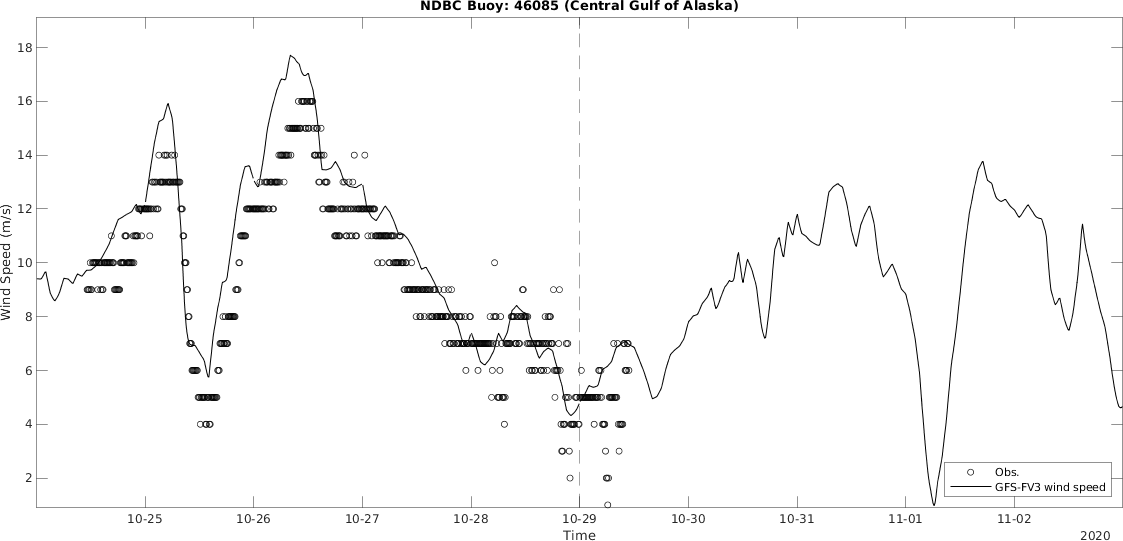 NDBC Buoy: 46085 (Central Gulf of Alaska)
Wind Speed (m/s)
18
16
14
12
10
8
6
4
2
Obs.
GFS-FV3 wind speed
10-25 10-26 10-27 10-28 10-29 10-30 10-31 11-01 11-02
Time
2020